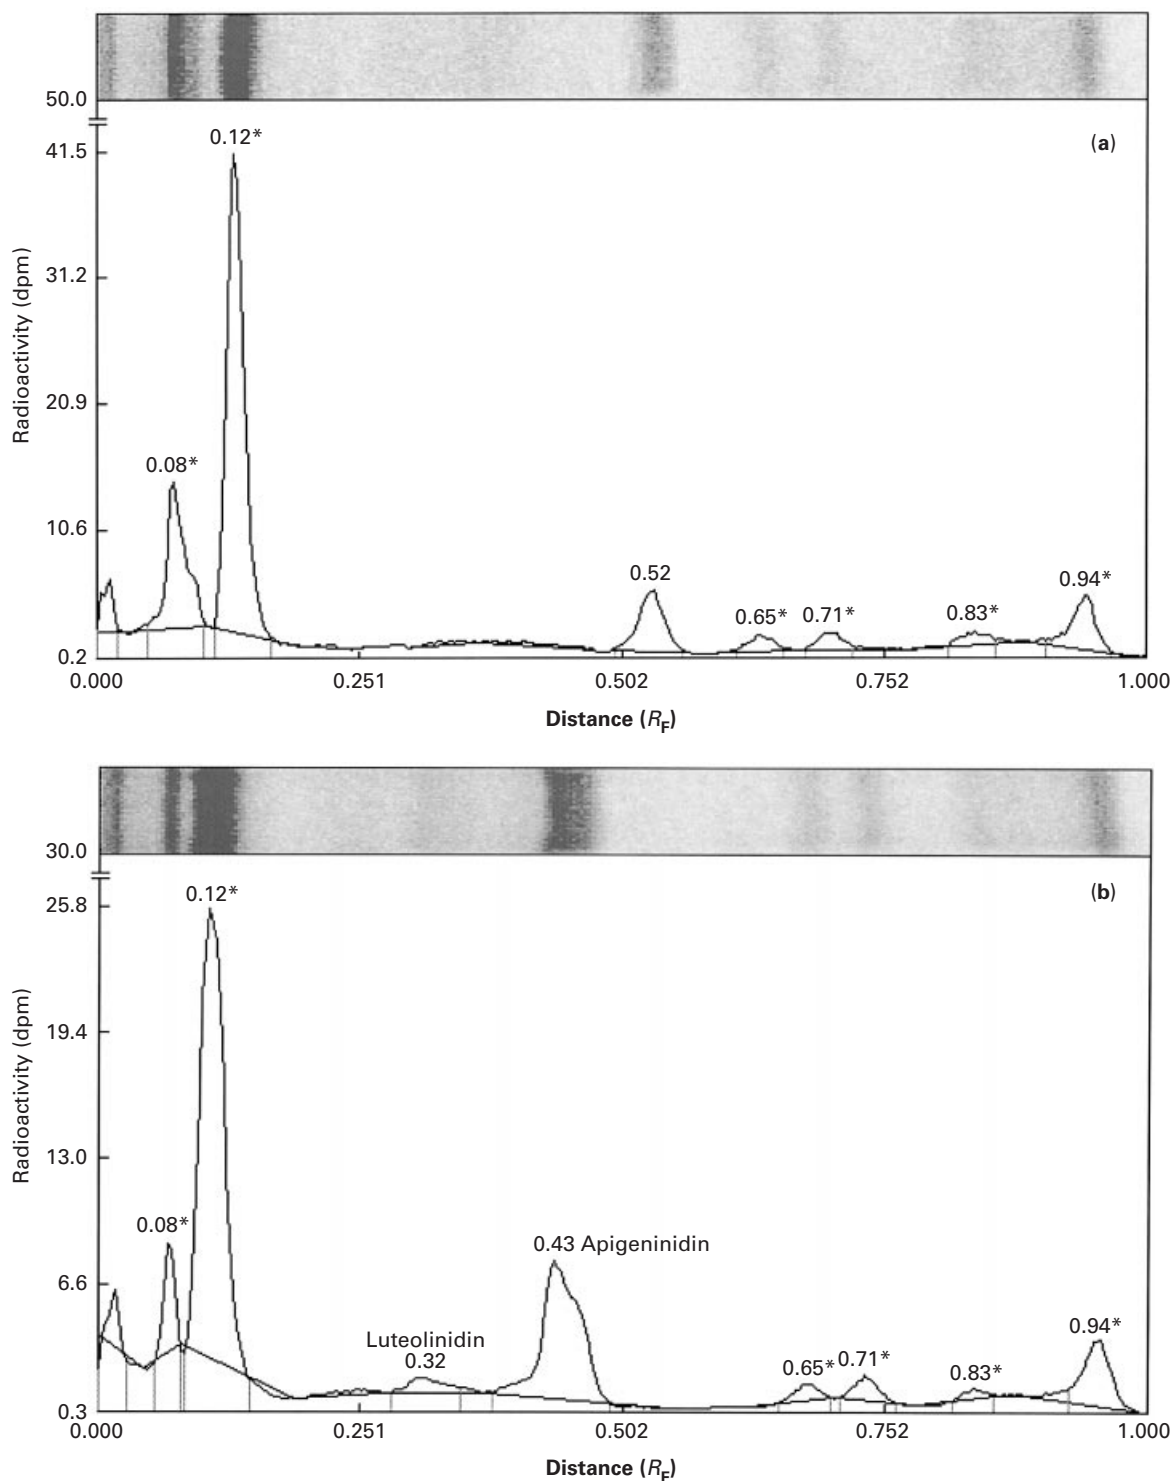 50.0
41.5
31.2
20.9
10.6
0.2
Radioactivity (dpm)
(a)
0.08*
0.12*
0.52
0.65*
0.71*
0.83*
0.94*
0.000 0.251 0.502 0.752 1.000
Distance (RF)
30.0
25.8
19.4
13.0
6.6
0.3
Radioactivity (dpm)
(b)
0.08*
0.12*
Luteolinidin
0.32
0.43 Apigeninidin
0.65*
0.71*
0.83*
0.94*
0.000 0.251 0.502 0.752 1.000
Distance (RF)